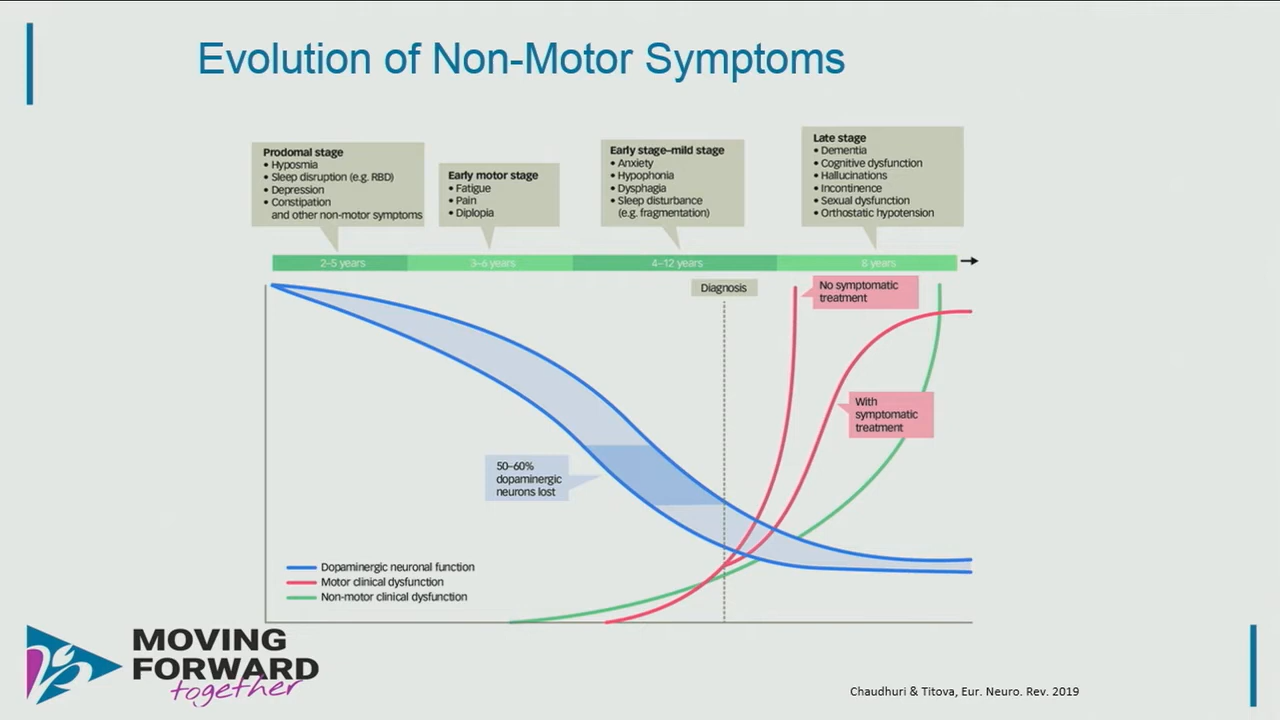 Evolution of Non-Motor Symptoms
Prodomal stage
• Hyposmia
• Sleep disruption (e.g. RBD)
• Depression
• Constipation
and other non-motor symptoms
Early motor stage
• Fatigue
• Pain
• Diplopia
Early stage–mild stage
• Anxiety
• Hypophonia
• Dysphagia
• Sleep disturbance
(e.g. fragmentation)
Late stage
• Dementia
• Cognitive dysfunction
• Hallucinations
• Incontinence
• Sexual dysfunction
• Orthostatic hypotension
2–5 years
3–6 years
4–12 years
8 years
Diagnosis
No symptomatic
treatment
With
symptomatic
treatment
50–60%
dopaminergic
neurons lost
Dopaminergic neuronal function
Motor clinical dysfunction
Non-motor clinical dysfunction
MOVING
FORWARD
together
Chaudhuri & Titova, Eur. Neuro. Rev. 2019